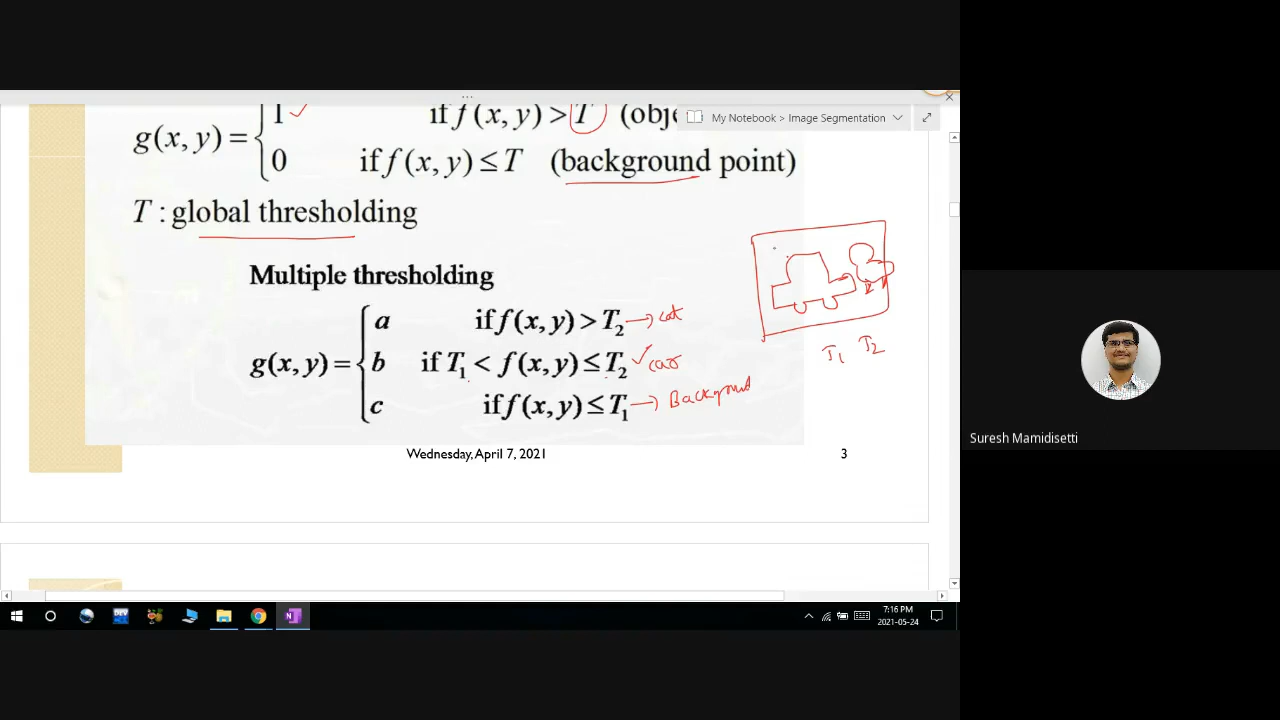 My Notebook > Image Segmentation
1 if f(x, y) > T (obje
g(x, y) =
0 if f(x, y) ≤ T (background point)
T : global thresholding
Multiple thresholding
a if f(x, y) > T₂ → cat
g(x, y) = b if T₁ < f(x, y) ≤ T₂ ✓ car
c if f(x, y) ≤ T₁ → Background
T₁ T₂
Wednesday, April 7, 2021 3
Suresh Mamidisetti
DEV
7:16 PM
2021-05-24